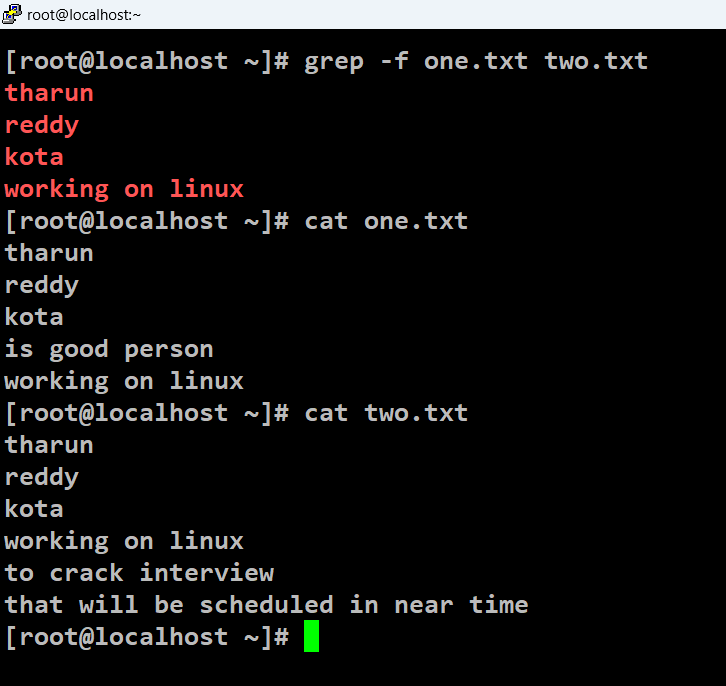 root@localhost:~
[root@localhost ~]# grep -f one.txt two.txt
tharun
reddy
kota
working on linux
[root@localhost ~]# cat one.txt
tharun
reddy
kota
is good person
working on linux
[root@localhost ~]# cat two.txt
tharun
reddy
kota
working on linux
to crack interview
that will be scheduled in near time
[root@localhost ~]#